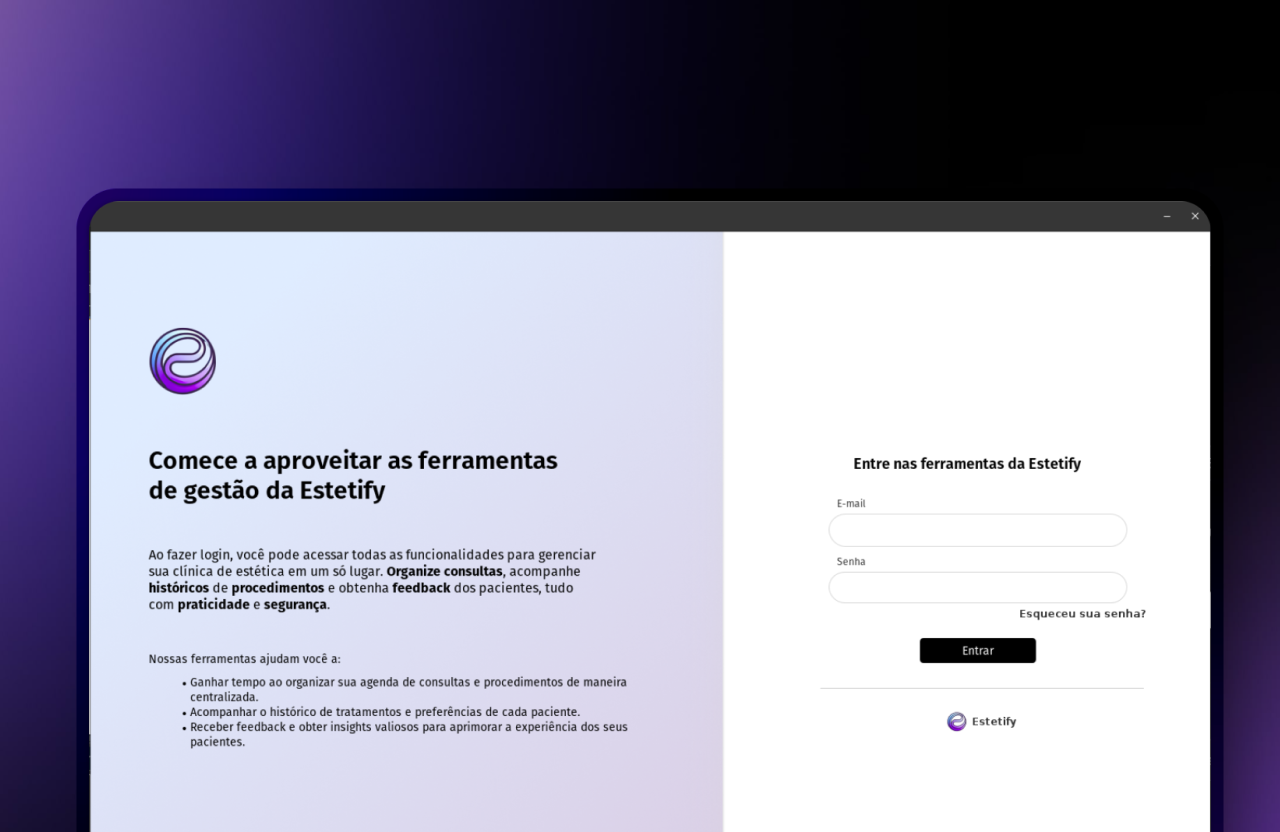 Comece a aproveitar as ferramentas
de gestão da Estetify
Ao fazer login, você pode acessar todas as funcionalidades para gerenciar
sua clínica de estética em um só lugar. Organize consultas, acompanhe
históricos de procedimentos e obtenha feedback dos pacientes, tudo
com praticidade e segurança.
Nossas ferramentas ajudam você a:
• Ganhar tempo ao organizar sua agenda de consultas e procedimentos de maneira
centralizada.
• Acompanhar o histórico de tratamentos e preferências de cada paciente.
• Receber feedback e obter insights valiosos para aprimorar a experiência dos seus
pacientes.
Entre nas ferramentas da Estetify
E-mail
Senha
Esqueceu sua senha?
Entrar
Estetify